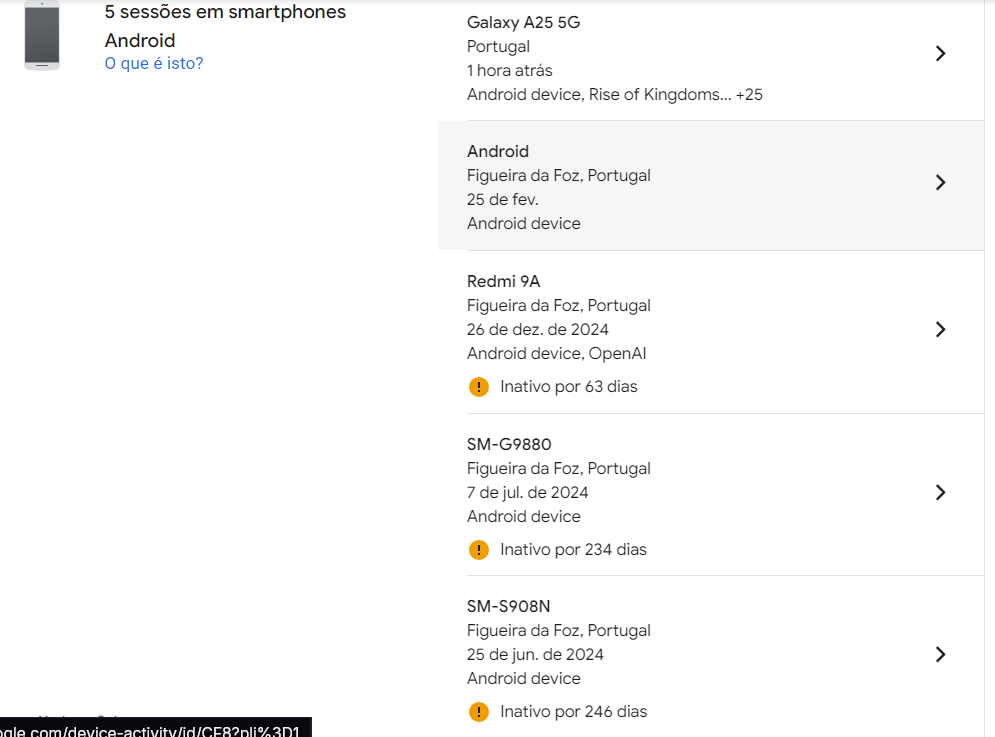 5 sessões em smartphones
Android
O que é isto?
Galaxy A25 5G
Portugal
1 hora atrás
Android device, Rise of Kingdoms... +25
Android
Figueira da Foz, Portugal
25 de fev.
Android device
Redmi 9A
Figueira da Foz, Portugal
26 de dez. de 2024
Android device, OpenAI
Inativo por 63 dias
SM-G9880
Figueira da Foz, Portugal
7 de jul. de 2024
Android device
Inativo por 234 dias
SM-S908N
Figueira da Foz, Portugal
25 de jun. de 2024
Android device
Inativo por 246 dias
ogle.com/device-activity/id/CF8?pli%3D1